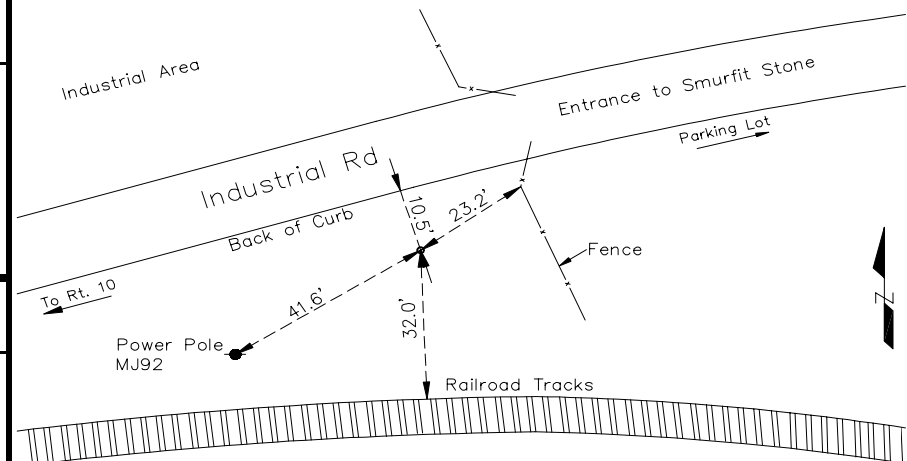 Industrial Area
Entrance to Smurfit Stone
Parking Lot
Industrial Rd
10.5'
23.2'
Back of Curb
Fence
To Rt. 10
41.6'
32.0'
N
Power Pole
MJ92
Railroad Tracks